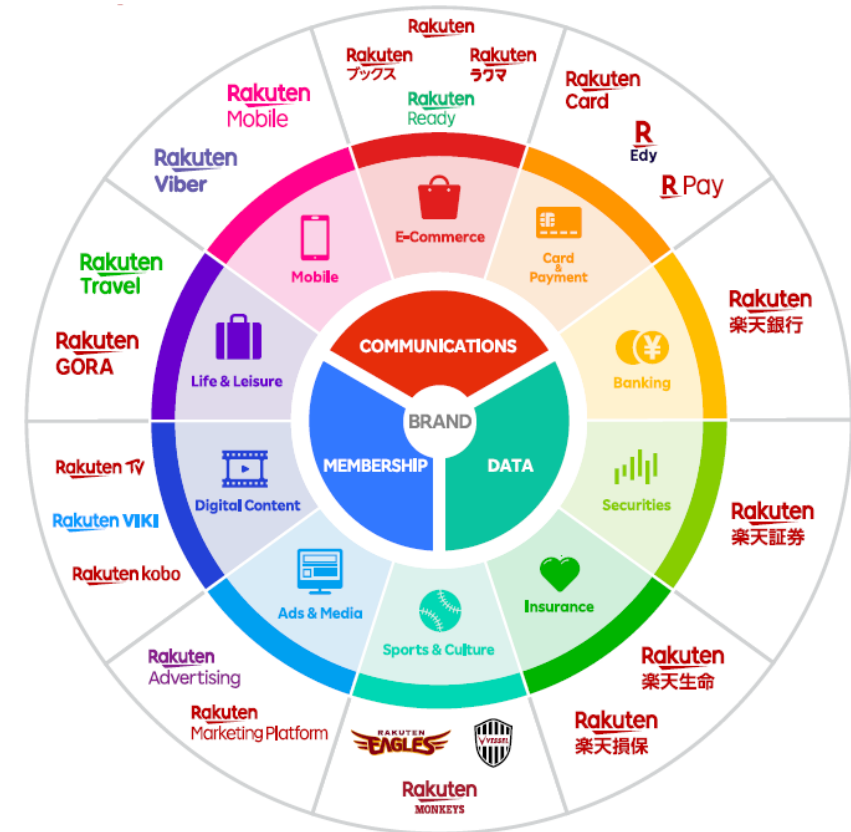 Rakuten
Rakuten
ブックス
Rakuten
ラクマ
Rakuten
Ready
Rakuten
Card
R
Edy
R Pay
Rakuten
楽天銀行
Rakuten
楽天証券
Rakuten
楽天生命
Rakuten
楽天損保
RAKUTEN
EAGLES
VISSEL
Rakuten
MONKEYS
Rakuten
Marketing Platform
Rakuten
Advertising
Rakuten kobo
Rakuten VIKI
Rakuten TV
Rakuten
GORA
Rakuten
Travel
Rakuten
Viber
Rakuten
Mobile
E-Commerce
Card
&
Payment
¥
Banking
Securities
Insurance
Sports & Culture
Ads & Media
Digital Content
Life & Leisure
Mobile
COMMUNICATIONS
BRAND
MEMBERSHIP
DATA